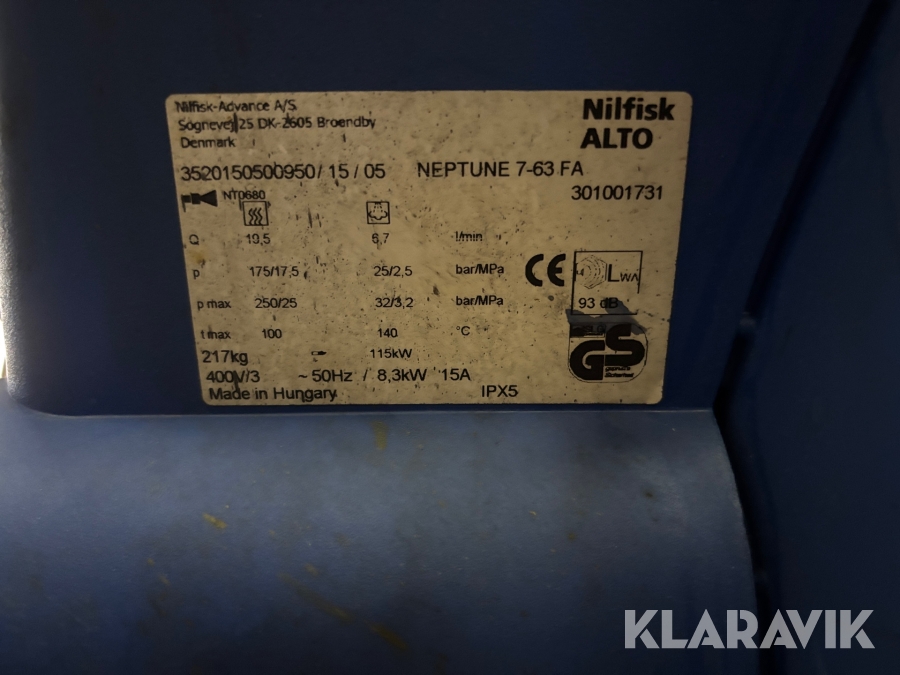 Nilfisk-Advance A/S
Sognevej 25 DK-2605 Broendby
Denmark
Nilfisk
ALTO
3520150500950/ 15 / 05 NEPTUNE 7-63 FA
301001731
NT0680
Q 19,5 6,7 l/min
p 175/17,5 25/2,5 bar/MPa
p max 250/25 32/3,2 bar/MPa
t max 100 140 °C
CE
LWA
93 dB
217kg 115kW
400V/3 ~50Hz / 8,3kW 15A
Made in Hungary IPX5
GS
geprüfte
Sicherheit
KLARAVIK